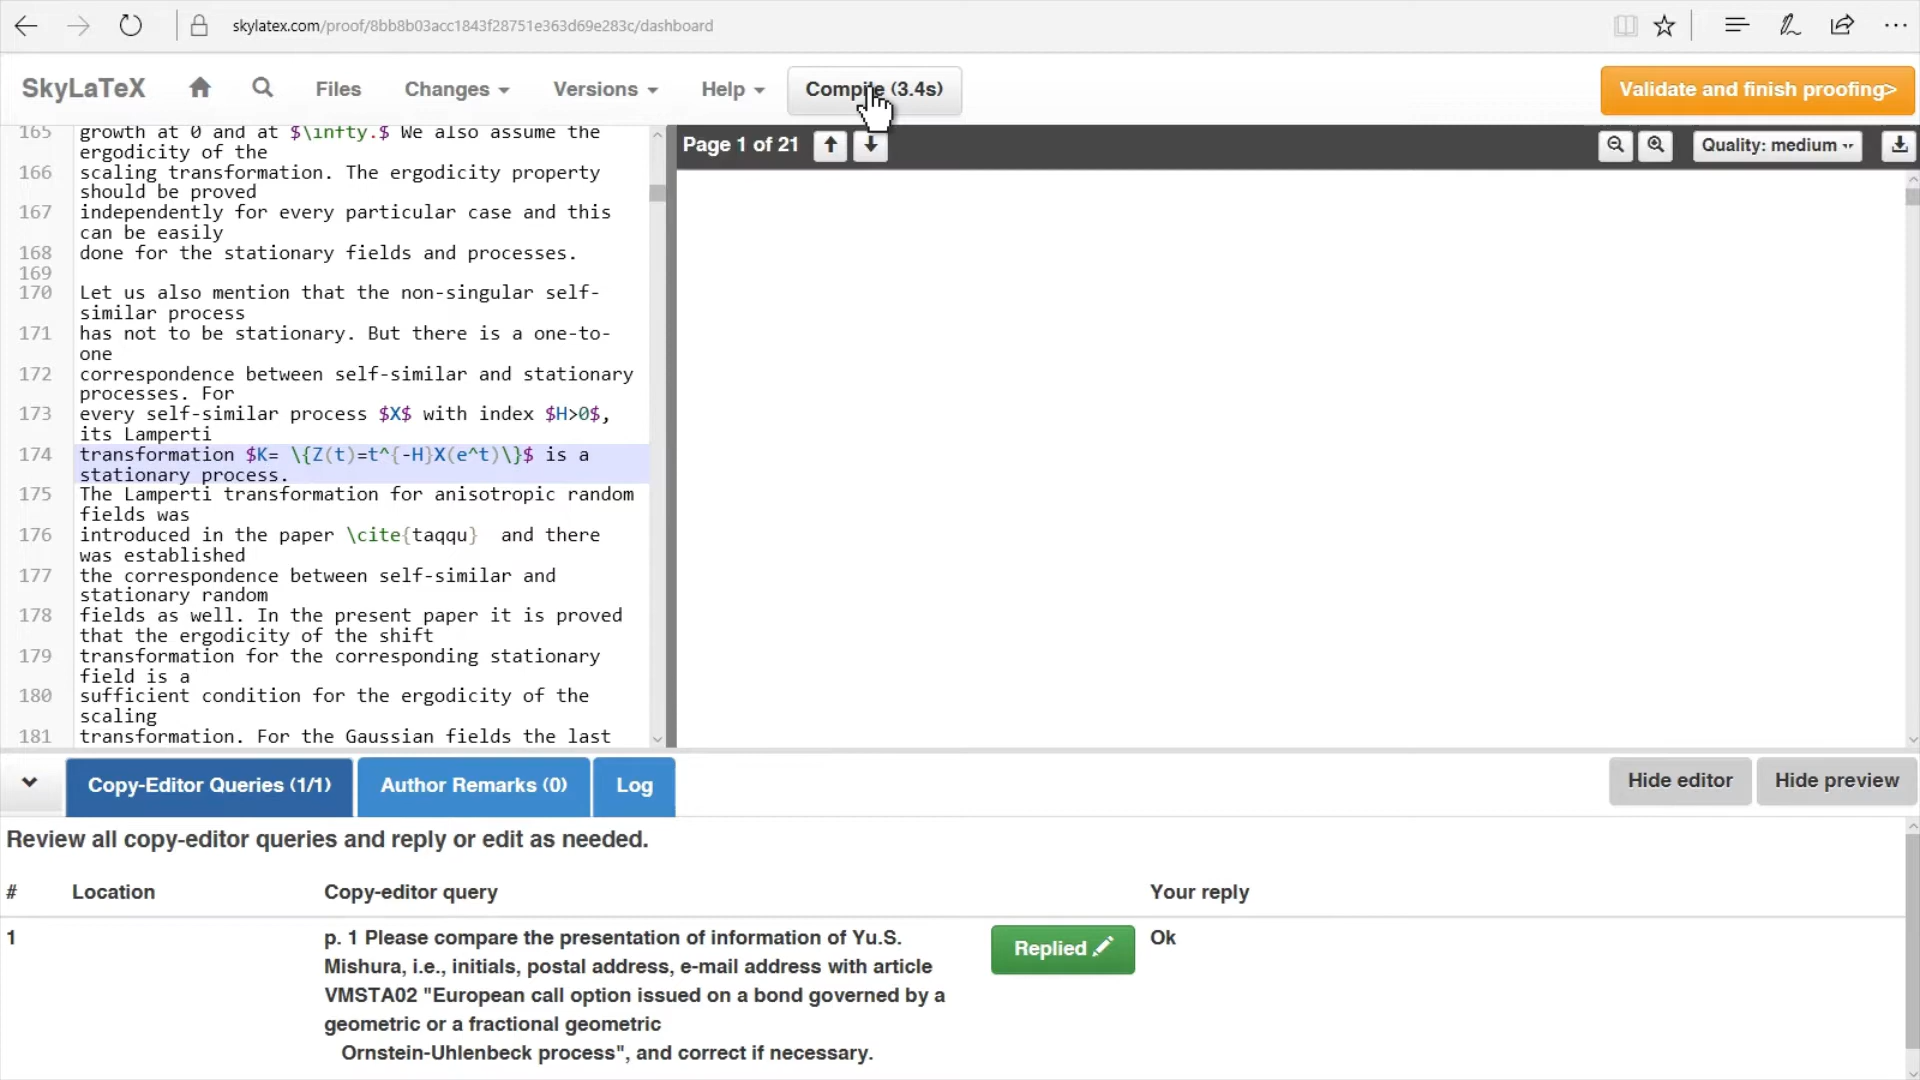 skylatex.com/proof/8bb8b03acc1843f28751e363d69e283c/dashboard
SkyLaTeX Files Changes Versions Help Compile (3.4s) Validate and finish proofing>
Page 1 of 21 Quality: medium
165 growth at 0 and at $\infty.$ We also assume the
ergodicity of the
166 scaling transformation. The ergodicity property
should be proved
167 independently for every particular case and this
can be easily
168 done for the stationary fields and processes.
169
170 Let us also mention that the non-singular self-
similar process
171 has not to be stationary. But there is a one-to-
one
172 correspondence between self-similar and stationary
processes. For
173 every self-similar process $X$ with index $H>0$,
its Lamperti
174 transformation $K= \{Z(t)=t^{-H}X(e^t)\}$ is a
stationary process.
175 The Lamperti transformation for anisotropic random
fields was
176 introduced in the paper \cite{taqqu}  and there
was established
177 the correspondence between self-similar and
stationary random
178 fields as well. In the present paper it is proved
that the ergodicity of the shift
179 transformation for the corresponding stationary
field is a
180 sufficient condition for the ergodicity of the
scaling
181 transformation. For the Gaussian fields the last
Copy-Editor Queries (1/1) Author Remarks (0) Log Hide editor Hide preview
Review all copy-editor queries and reply or edit as needed.
# Location Copy-editor query Your reply
1 p. 1 Please compare the presentation of information of Yu.S. Replied Ok
Mishura, i.e., initials, postal address, e-mail address with article
VMSTA02 "European call option issued on a bond governed by a
geometric or a fractional geometric
Ornstein-Uhlenbeck process", and correct if necessary.